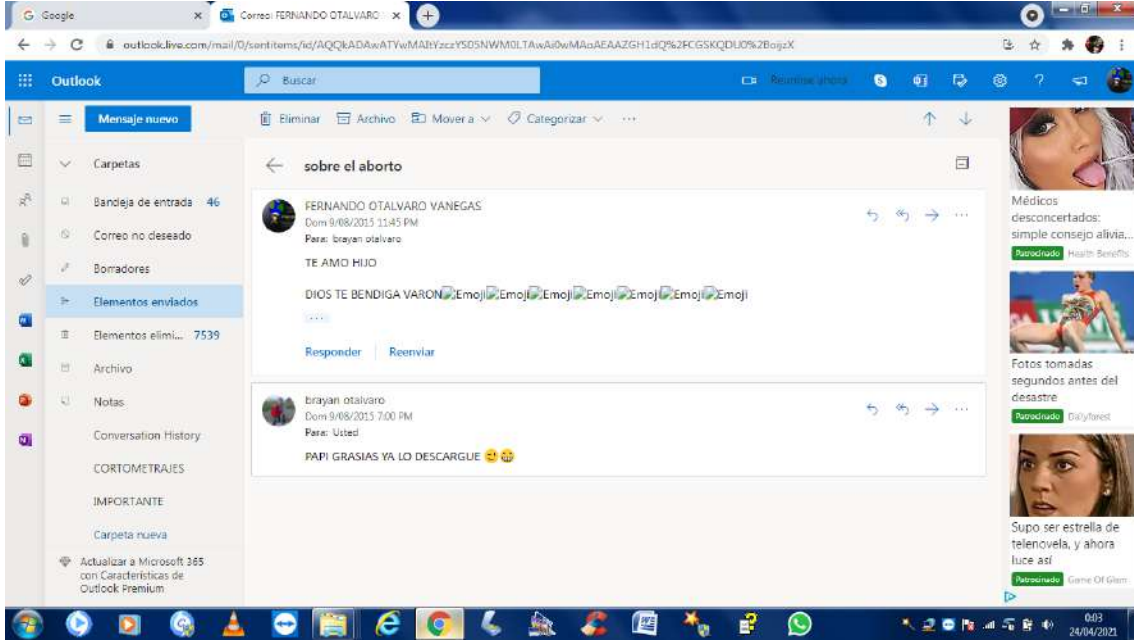 Google
Correo: FERNANDO OTALVARO
outlook.live.com/mail/0/sentitems/id/
Outlook
Buscar
Reunirse ahora
Mensaje nuevo
Eliminar Archivo Mover a Categorizar
Carpetas
Bandeja de entrada 46
Correo no deseado
Borradores
Elementos enviados
Elementos elimi... 7539
Archivo
Notas
Conversation History
CORTOMETRAJES
IMPORTANTE
Carpeta nueva
Actualizar a Microsoft 365
con Características de
Outlook Premium
sobre el aborto
FERNANDO OTALVARO VANEGAS
Dom 9/08/2015 11:45 PM
Para: brayan otalvaro
TE AMO HIJO
DIOS TE BENDIGA VARON Emoji Emoji Emoji Emoji Emoji Emoji Emoji
Responder Reenviar
brayan otalvaro
Dom 9/08/2015 7:00 PM
Para: Usted
PAPI GRASIAS YA LO DESCARGUE
Médicos
desconcertados:
simple consejo alivia...
Patrocinado Health Benefits
Fotos tomadas
segundos antes del
desastre
Patrocinado Dailyforest
Supo ser estrella de
telenovela, y ahora
luce así
Patrocinado Game Of Glam
0:03
24/04/2021